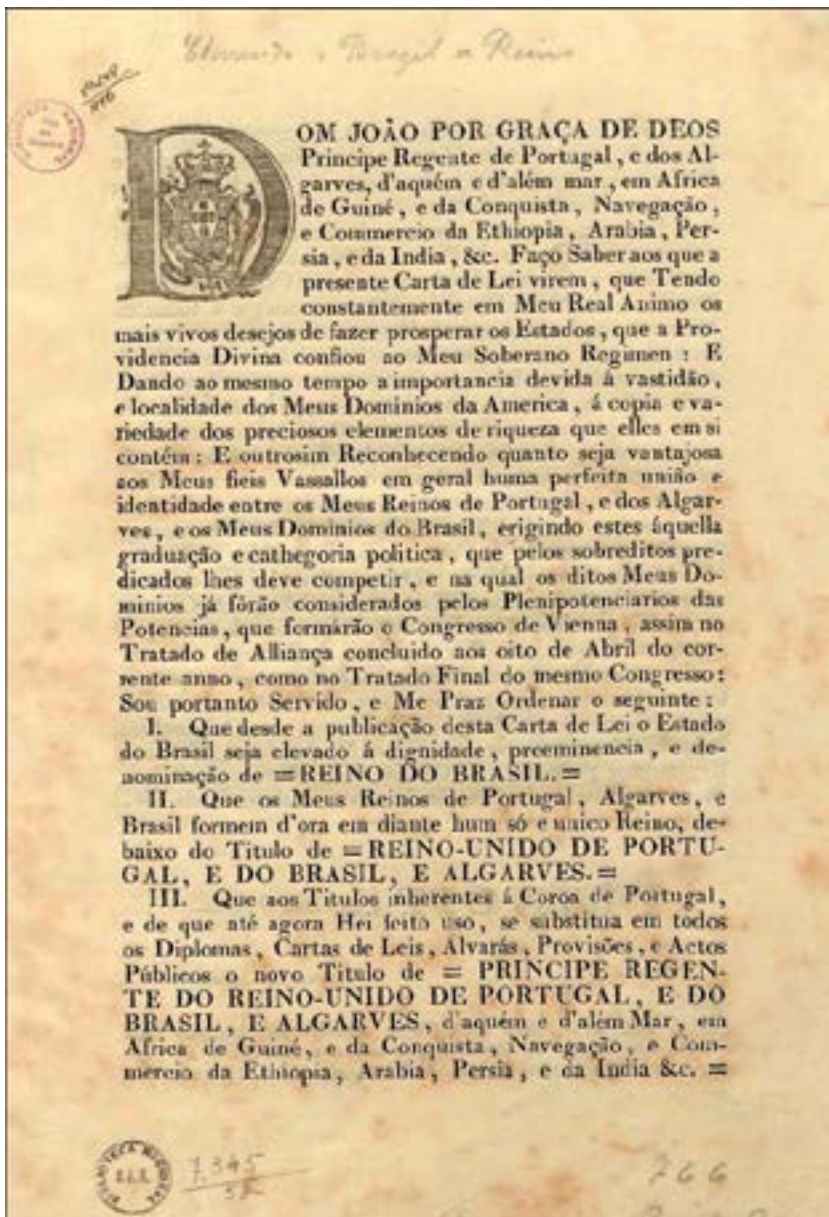 Elevando o Brazil a Reino
DOM JOÃO POR GRAÇA DE DEOS
Principe Regente de Portugal, e dos Al-
garves, d'aquém e d'além mar, em Africa
de Guiné, e da Conquista, Navegação,
e Commercio da Ethiopia, Arabia, Per-
sia, e da India, &c. Faço Saber aos que a
presente Carta de Lei virem, que Tendo
constantemente em Meu Real Animo os
mais vivos desejos de fazer prosperar os Estados, que a Pro-
videncia Divina confiou ao Meu Soberano Regimen: E
Dando ao mesmo tempo a importancia devida á vastidão,
e localidade dos Meus Dominios da America, á copia e va-
riedade dos preciosos elementos de riqueza que elles em si
contém: E outrosim Reconhecendo quanto seja vantajosa
aos Meus fieis Vassallos em geral huma perfeita união e
identidade entre os Meus Reinos de Portugal, e dos Algar-
ves, e os Meus Dominios do Brasil, erigindo estes áquella
graduação e cathegoria politica, que pelos sobreditos pre-
dicados lhes deve competir, e na qual os ditos Meus Do-
minios já fôrão considerados pelos Plenipotenciarios das
Potencias, que formárão o Congresso de Vienna, assim no
Tratado de Alliança concluido aos oito de Abril do cor-
rente anno, como no Tratado Final do mesmo Congresso:
Sou portanto Servido, e Me Praz Ordenar o seguinte:
I. Que desde a publicação desta Carta de Lei o Estado
do Brasil seja elevado á dignidade, preeminencia, e de-
nominação de =REINO DO BRASIL.=
II. Que os Meus Reinos de Portugal, Algarves, e
Brasil formem d'ora em diante hum só e unico Reino, de-
baixo do Titulo de =REINO-UNIDO DE PORTU-
GAL, E DO BRASIL, E ALGARVES.=
III. Que aos Titulos inherentes á Coroa de Portugal,
e de que até agora Hei feito uso, se substitua em todos
os Diplomas, Cartas de Leis, Alvarás, Provisões, e Actos
Públicos o novo Titulo de = PRINCIPE REGEN-
TE DO REINO-UNIDO DE PORTUGAL, E DO
BRASIL, E ALGARVES, d'aquém e d'além Mar, em
Africa de Guiné, e da Conquista, Navegação, e Com-
mercio da Ethiopia, Arabia, Persia, e da India &c. =
BIBLIOTHECA NACIONAL
7,345
766